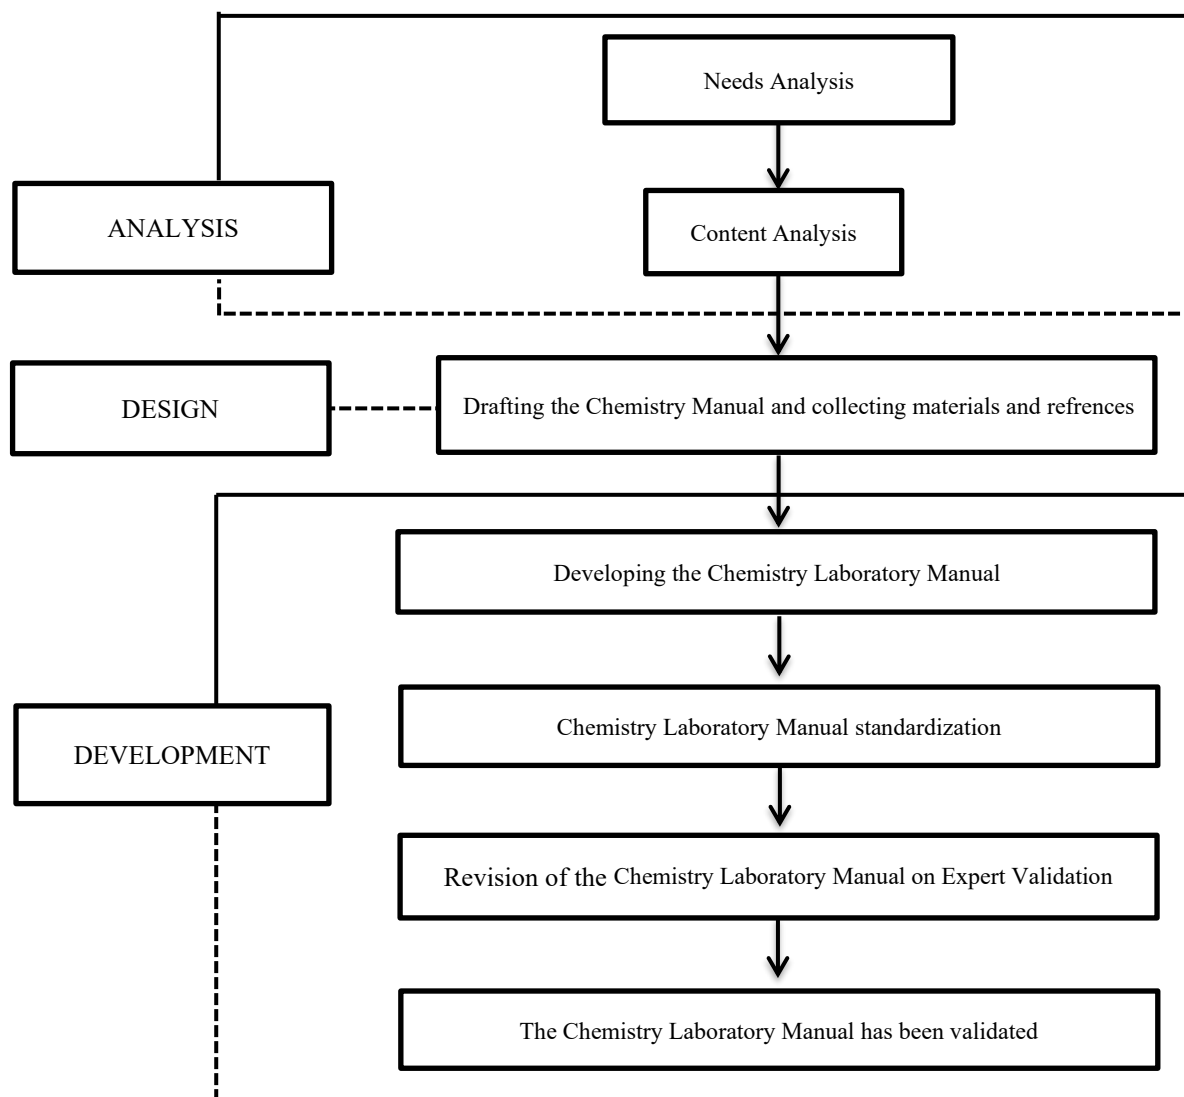 Needs Analysis
ANALYSIS
Content Analysis
DESIGN
Drafting the Chemistry Manual and collecting materials and refrences
Developing the Chemistry Laboratory Manual
Chemistry Laboratory Manual standardization
DEVELOPMENT
Revision of the Chemistry Laboratory Manual on Expert Validation
The Chemistry Laboratory Manual has been validated